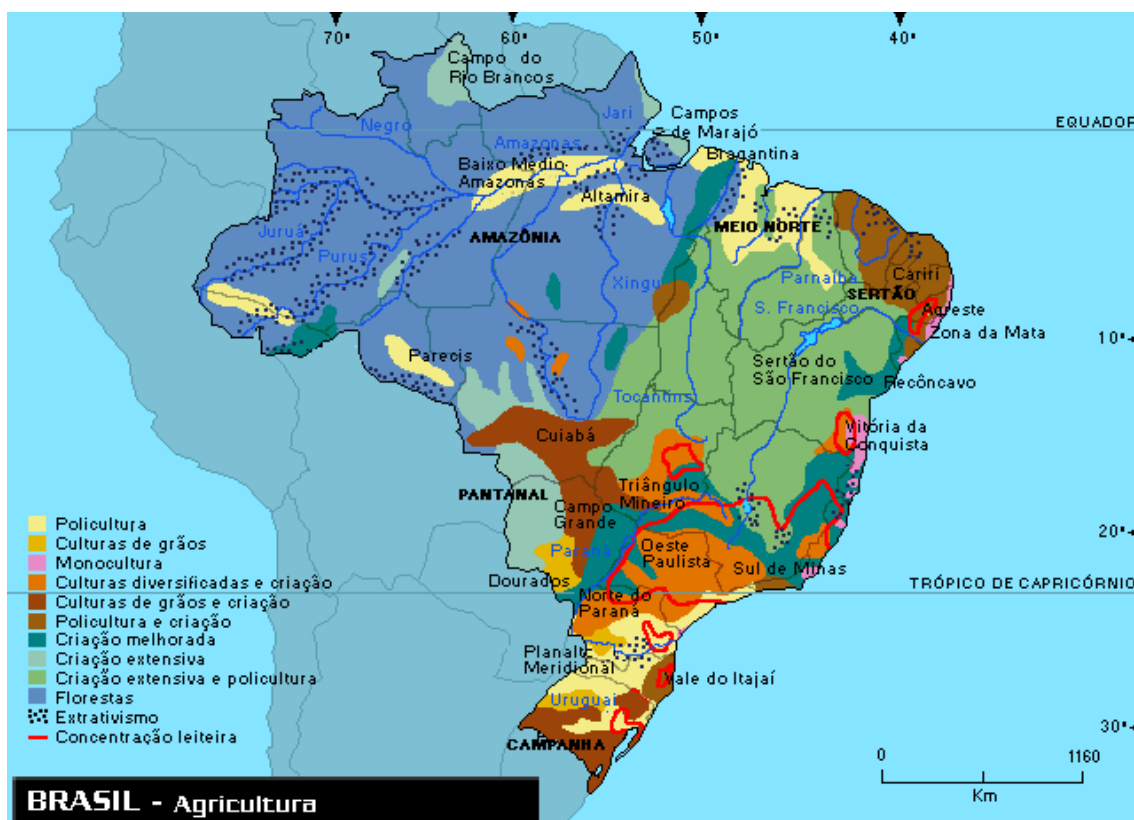 70°
60°
50°
40°
Campo do
Rio Brancos
Negro
Jari
Campos
de Marajó
EQUADOR
Amazonas
Bragantina
Baixo Médio
Amazonas
Altamira
Juruá
AMAZÔNIA
MEIO NORTE
Purus
Xingu
Parnaíba
Cariri
SERTÃO
S. Francisco
Agreste
Zona da Mata
10°
Parecis
Sertão do
São Francisco
Recôncavo
Tocantins
Cuiabá
Vitória da
Conquista
PANTANAL
Triângulo
Mineiro
Campo
Grande
Paraná
Oeste
Paulista
20°
Sul de Minas
Dourados
TRÓPICO DE CAPRICÓRNIO
Norte do
Paraná
Planalto
Meridional
Vale do Itajaí
Uruguai
CAMPANHA
30°
Policultura
Culturas de grãos
Monocultura
Culturas diversificadas e criação
Culturas de grãos e criação
Policultura e criação
Criação melhorada
Criação extensiva
Criação extensiva e policultura
Florestas
Extrativismo
Concentração leiteira
0
1160
Km
BRASIL - Agricultura